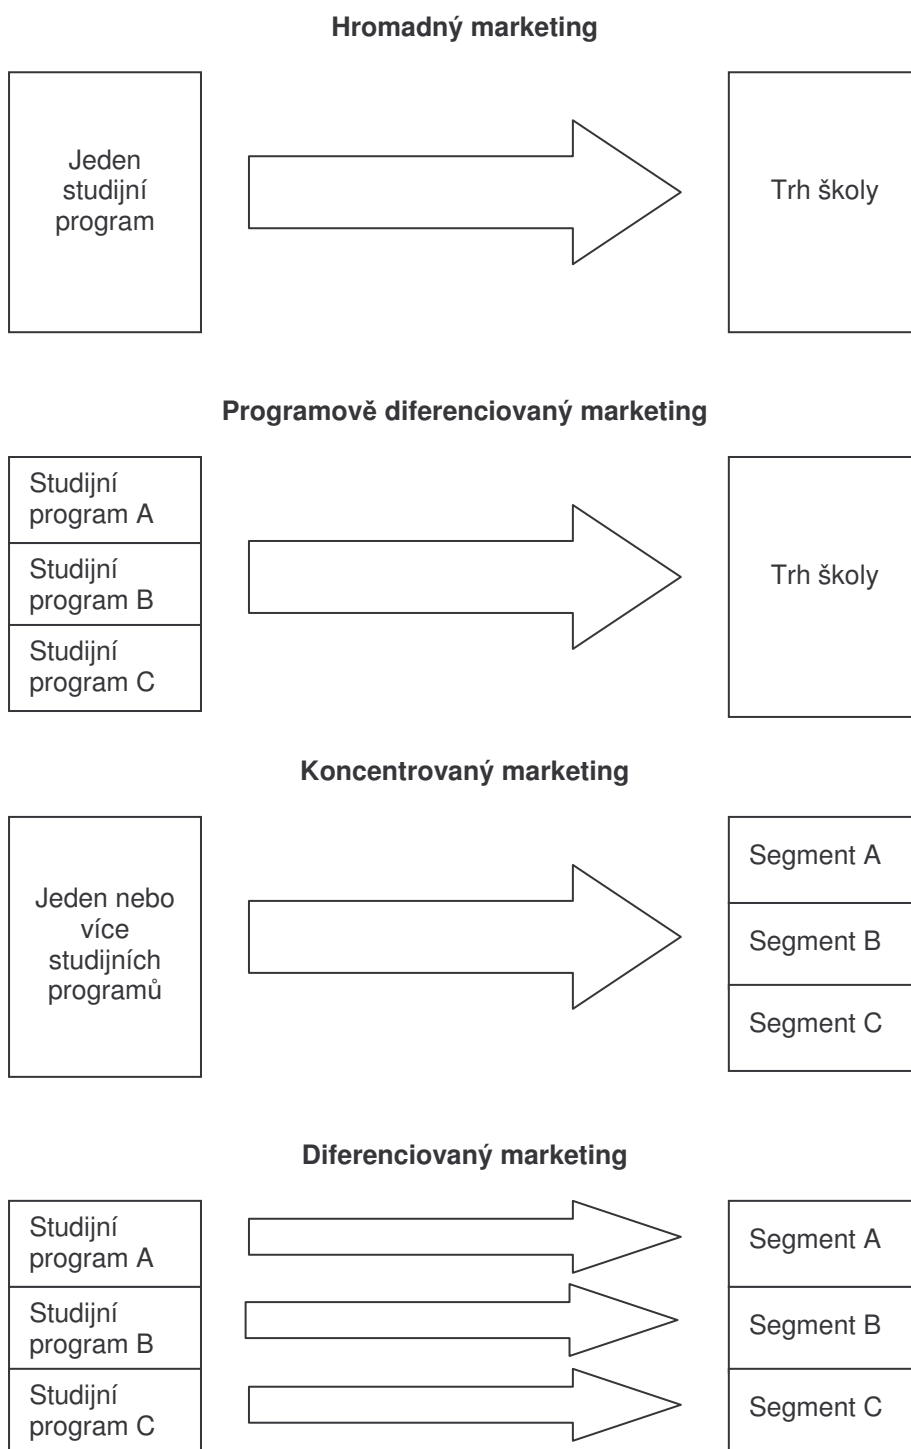 Hromadný marketing
Jeden
studijní
program
Trh školy
Programově diferenciovaný marketing
Studijní
program A
Studijní
program B
Studijní
program C
Trh školy
Koncentrovaný marketing
Jeden nebo
více
studijních
programů
Segment A
Segment B
Segment C
Diferenciovaný marketing
Studijní
program A
Studijní
program B
Studijní
program C
Segment A
Segment B
Segment C